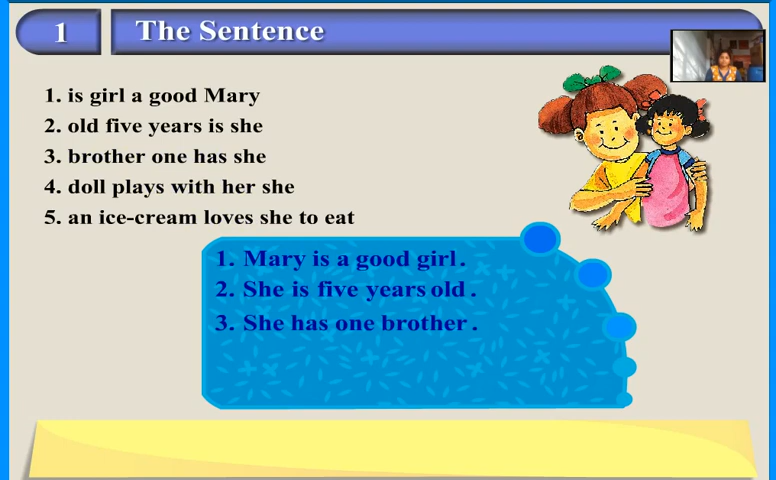 1 The Sentence
1. is girl a good Mary
2. old five years is she
3. brother one has she
4. doll plays with her she
5. an ice-cream loves she to eat
1. Mary is a good girl.
2. She is five years old .
3. She has one brother .